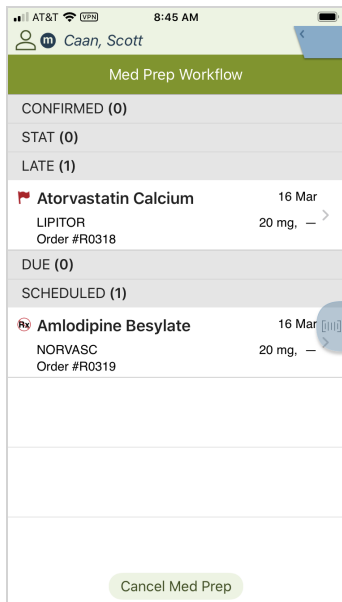 AT&T VPN 8:45 AM
m Caan, Scott
Med Prep Workflow
CONFIRMED (0)
STAT (0)
LATE (1)
Atorvastatin Calcium 16 Mar
LIPITOR 20 mg, —
Order #R0318
DUE (0)
SCHEDULED (1)
Rx Amlodipine Besylate 16 Mar
NORVASC 20 mg, —
Order #R0319
Cancel Med Prep